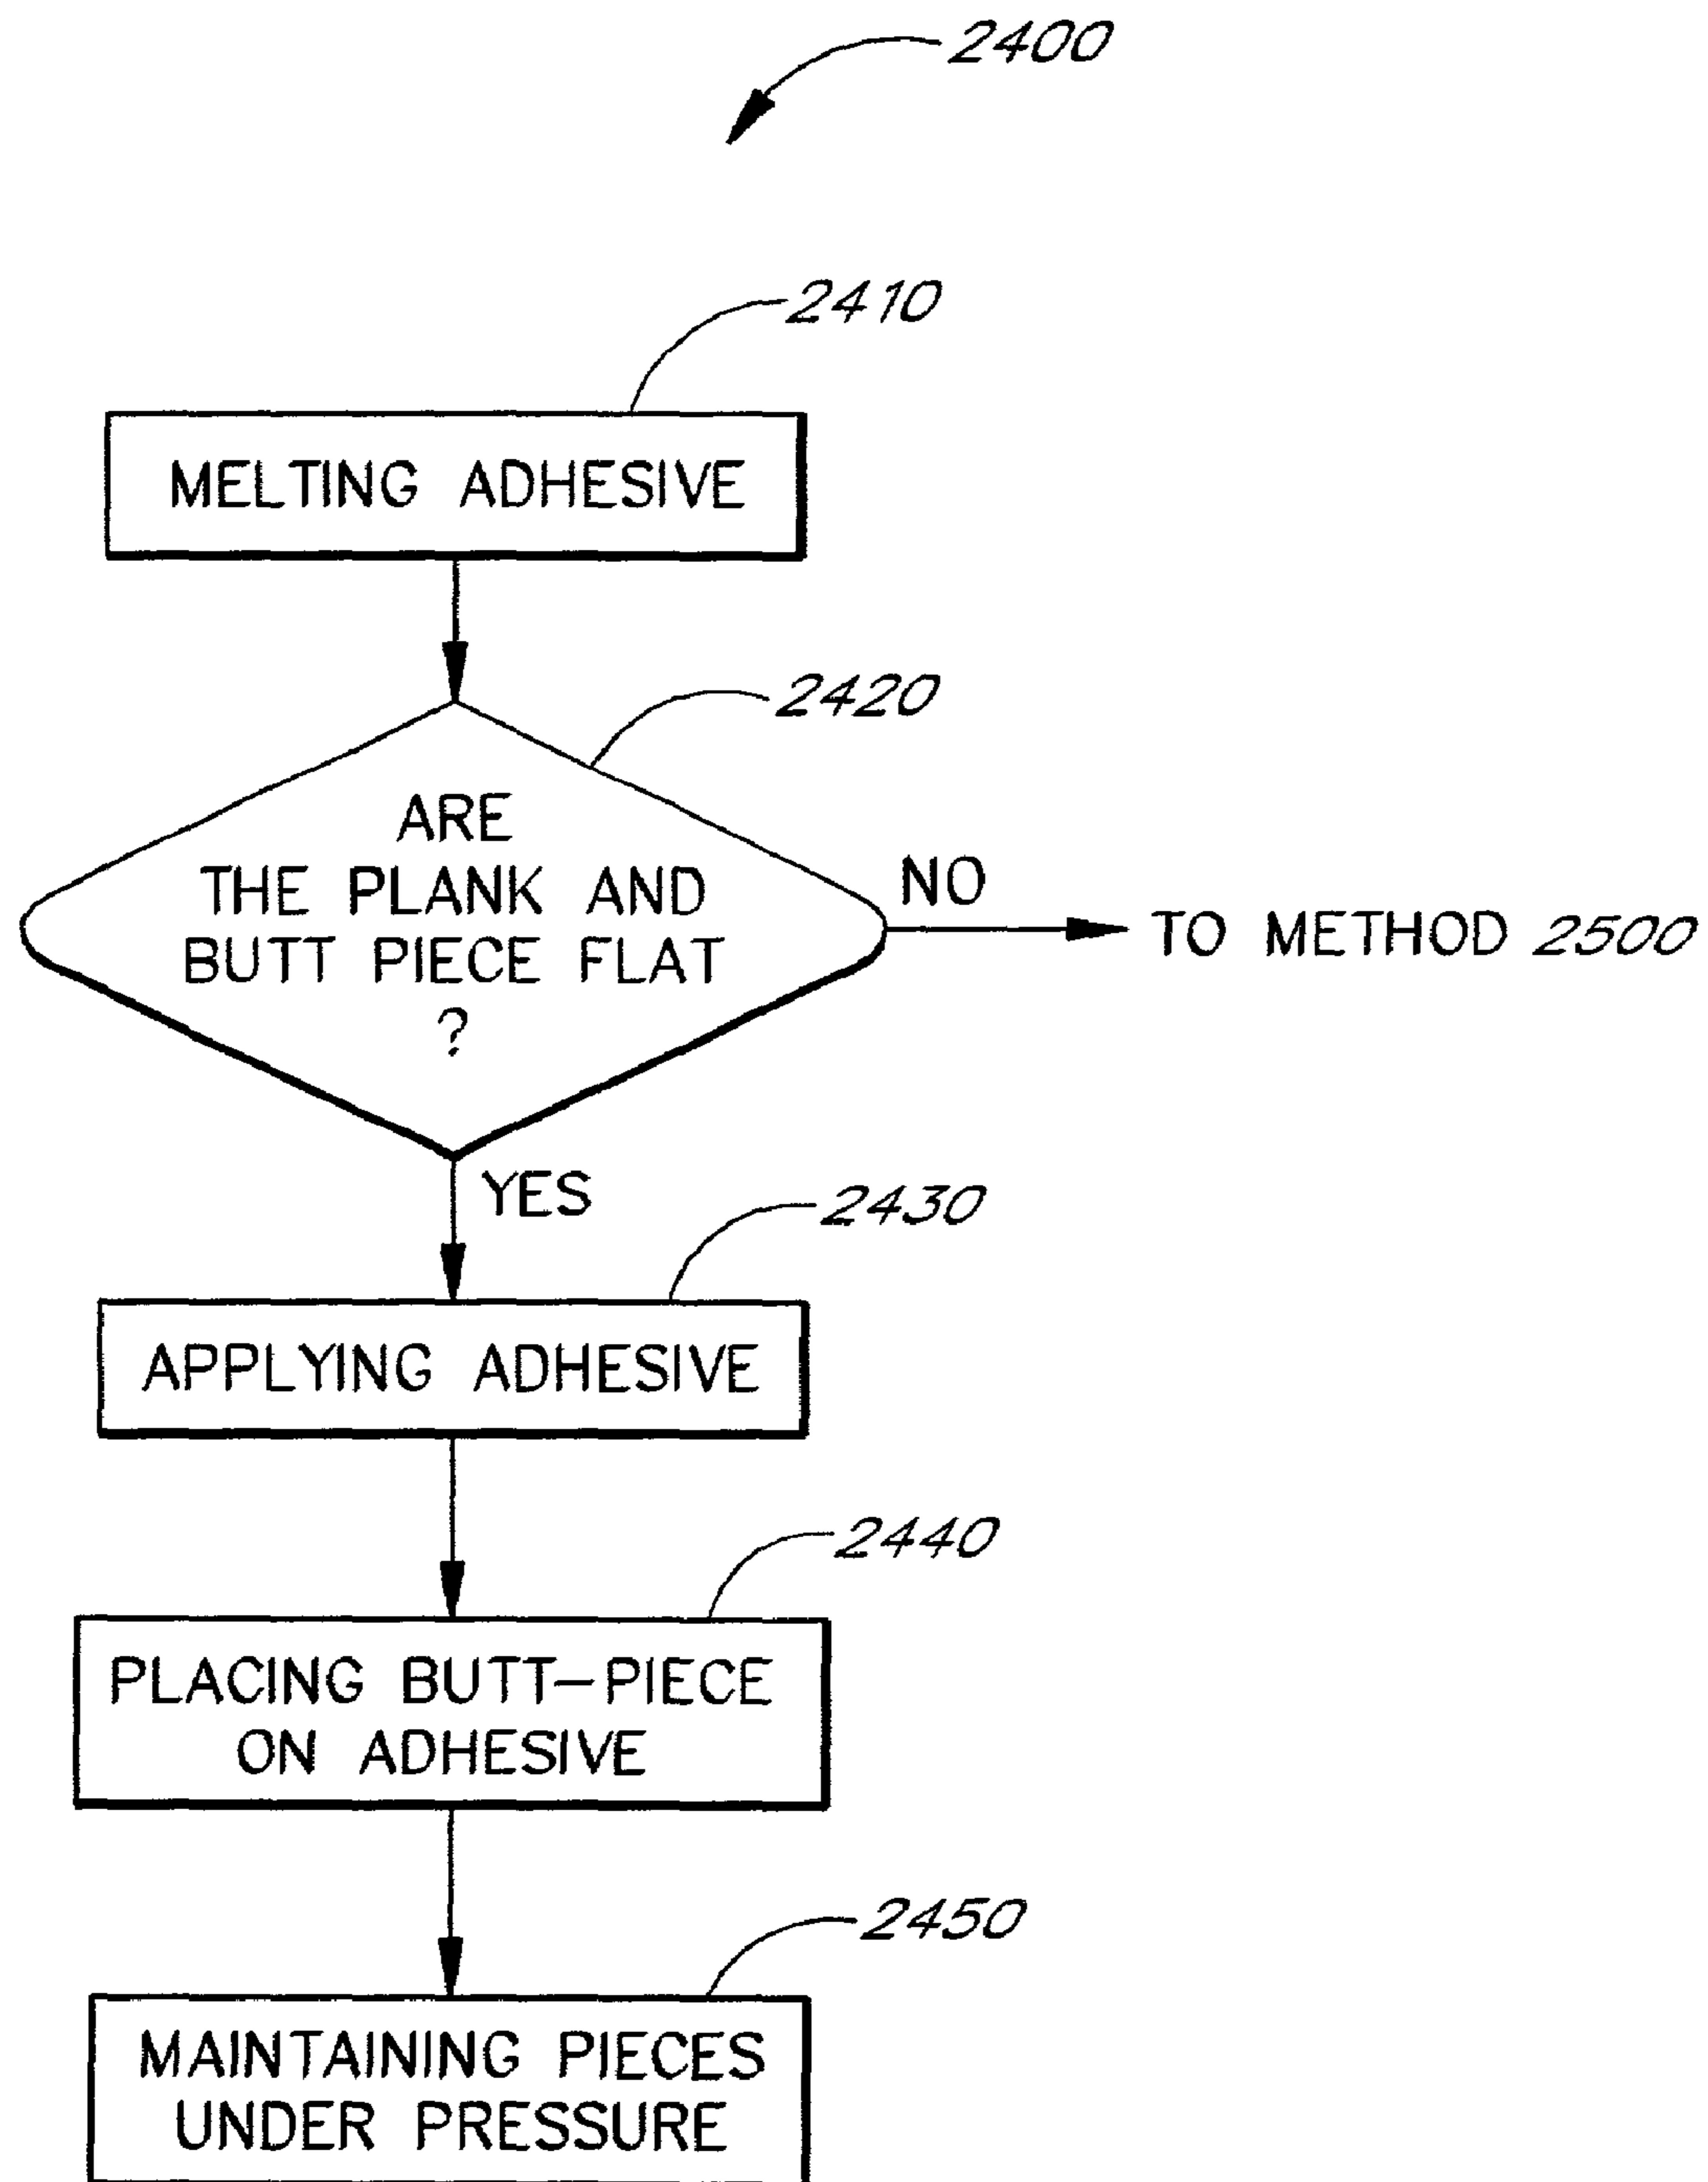 2400
2410
MELTING ADHESIVE
2420
ARE
THE PLANK AND
BUTT PIECE FLAT
?
NO
TO METHOD 2500
YES
2430
APPLYING ADHESIVE
2440
PLACING BUTT-PIECE
ON ADHESIVE
2450
MAINTAINING PIECES
UNDER PRESSURE